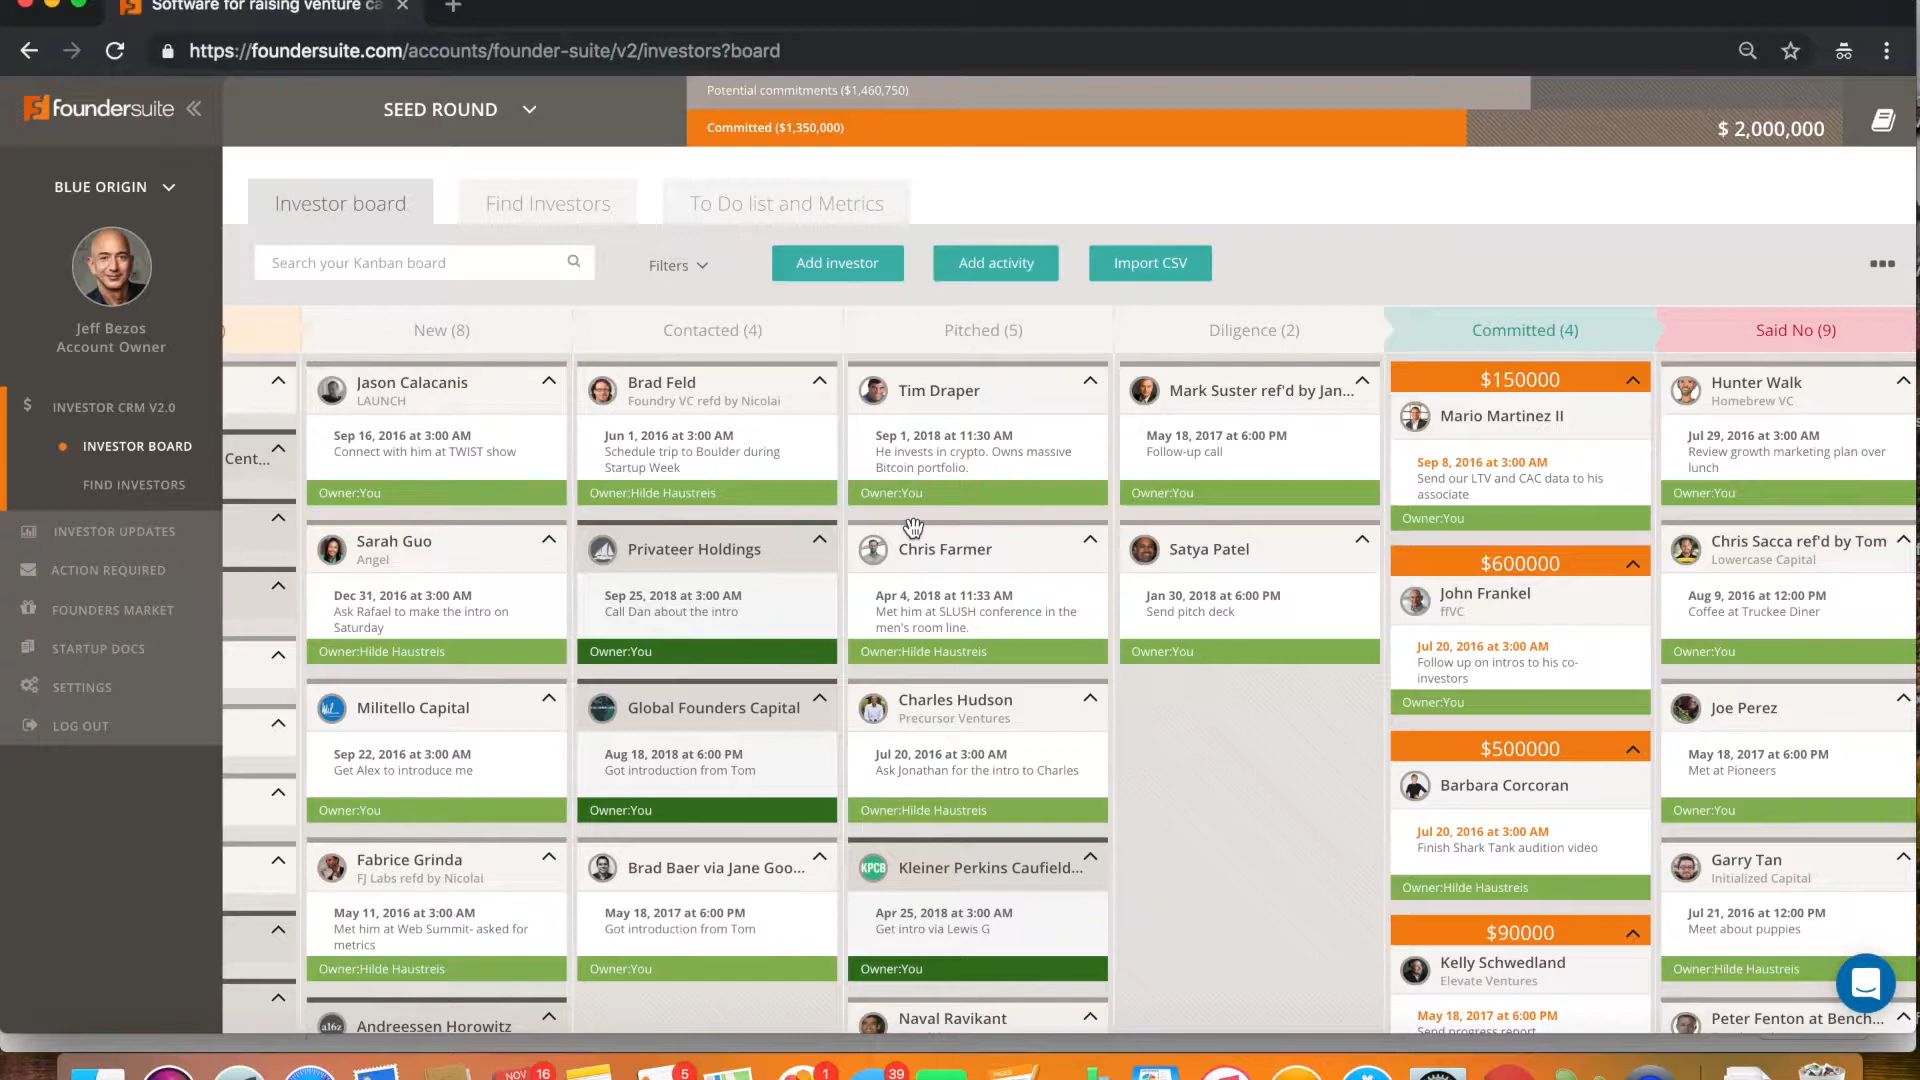 Software for raising venture ca
https://foundersuite.com/accounts/founder-suite/v2/investors?board
foundersuite
SEED ROUND
Potential commitments ($1,460,750)
Committed ($1,350,000)
$ 2,000,000
BLUE ORIGIN
Jeff Bezos
Account Owner
$ INVESTOR CRM V2.0
INVESTOR BOARD
FIND INVESTORS
INVESTOR UPDATES
ACTION REQUIRED
FOUNDERS MARKET
STARTUP DOCS
SETTINGS
LOG OUT
Investor board
Find Investors
To Do list and Metrics
Search your Kanban board
Filters
Add investor
Add activity
Import CSV
)
Cent...
New (8)
Jason Calacanis
LAUNCH
Sep 16, 2016 at 3:00 AM
Connect with him at TWIST show
Owner:You
Sarah Guo
Angel
Dec 31, 2016 at 3:00 AM
Ask Rafael to make the intro on
Saturday
Owner:Hilde Haustreis
Militello Capital
Sep 22, 2016 at 3:00 AM
Get Alex to introduce me
Owner:You
Fabrice Grinda
FJ Labs refd by Nicolai
May 11, 2016 at 3:00 AM
Met him at Web Summit- asked for
metrics
Owner:Hilde Haustreis
a16z
Andreessen Horowitz
Contacted (4)
Brad Feld
Foundry VC refd by Nicolai
Jun 1, 2016 at 3:00 AM
Schedule trip to Boulder during
Startup Week
Owner:Hilde Haustreis
Privateer Holdings
Sep 25, 2018 at 3:00 AM
Call Dan about the intro
Owner:You
Global Founders Capital
Aug 18, 2018 at 6:00 PM
Got introduction from Tom
Owner:You
Brad Baer via Jane Goo...
May 18, 2017 at 6:00 PM
Got introduction from Tom
Owner:You
Pitched (5)
Tim Draper
Sep 1, 2018 at 11:30 AM
He invests in crypto. Owns massive
Bitcoin portfolio.
Owner:You
Chris Farmer
Apr 4, 2018 at 11:33 AM
Met him at SLUSH conference in the
men's room line.
Owner:Hilde Haustreis
Charles Hudson
Precursor Ventures
Jul 20, 2016 at 3:00 AM
Ask Jonathan for the intro to Charles
Owner:Hilde Haustreis
KPCB
Kleiner Perkins Caufield...
Apr 25, 2018 at 3:00 AM
Get intro via Lewis G
Owner:You
Naval Ravikant
Diligence (2)
Mark Suster ref'd by Jan...
May 18, 2017 at 6:00 PM
Follow-up call
Owner:You
Satya Patel
Jan 30, 2018 at 6:00 PM
Send pitch deck
Owner:You
Committed (4)
$150000
Mario Martinez II
Sep 8, 2016 at 3:00 AM
Send our LTV and CAC data to his
associate
Owner:You
$600000
John Frankel
ffVC
Jul 20, 2016 at 3:00 AM
Follow up on intros to his co-
investors
Owner:You
$500000
Barbara Corcoran
Jul 20, 2016 at 3:00 AM
Finish Shark Tank audition video
Owner:Hilde Haustreis
$90000
Kelly Schwedland
Elevate Ventures
May 18, 2017 at 6:00 PM
Send progress report
Said No (9)
Hunter Walk
Homebrew VC
Jul 29, 2016 at 3:00 AM
Review growth marketing plan over
lunch
Owner:You
Chris Sacca ref'd by Tom
Lowercase Capital
Aug 9, 2016 at 12:00 PM
Coffee at Truckee Diner
Owner:You
Joe Perez
May 18, 2017 at 6:00 PM
Met at Pioneers
Owner:You
Garry Tan
Initialized Capital
Jul 21, 2016 at 12:00 PM
Meet about puppies
Owner:Hilde Haustreis
Peter Fenton at Bench...
NOV 16
5
1
39
PAGES